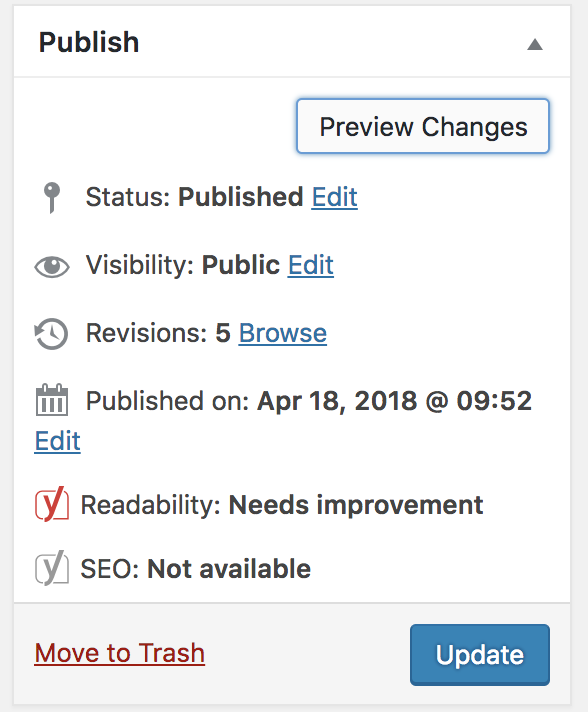 Publish
Preview Changes
Status: Published Edit
Visibility: Public Edit
Revisions: 5 Browse
Published on: Apr 18, 2018 @ 09:52
Edit
Readability: Needs improvement
SEO: Not available
Move to Trash
Update